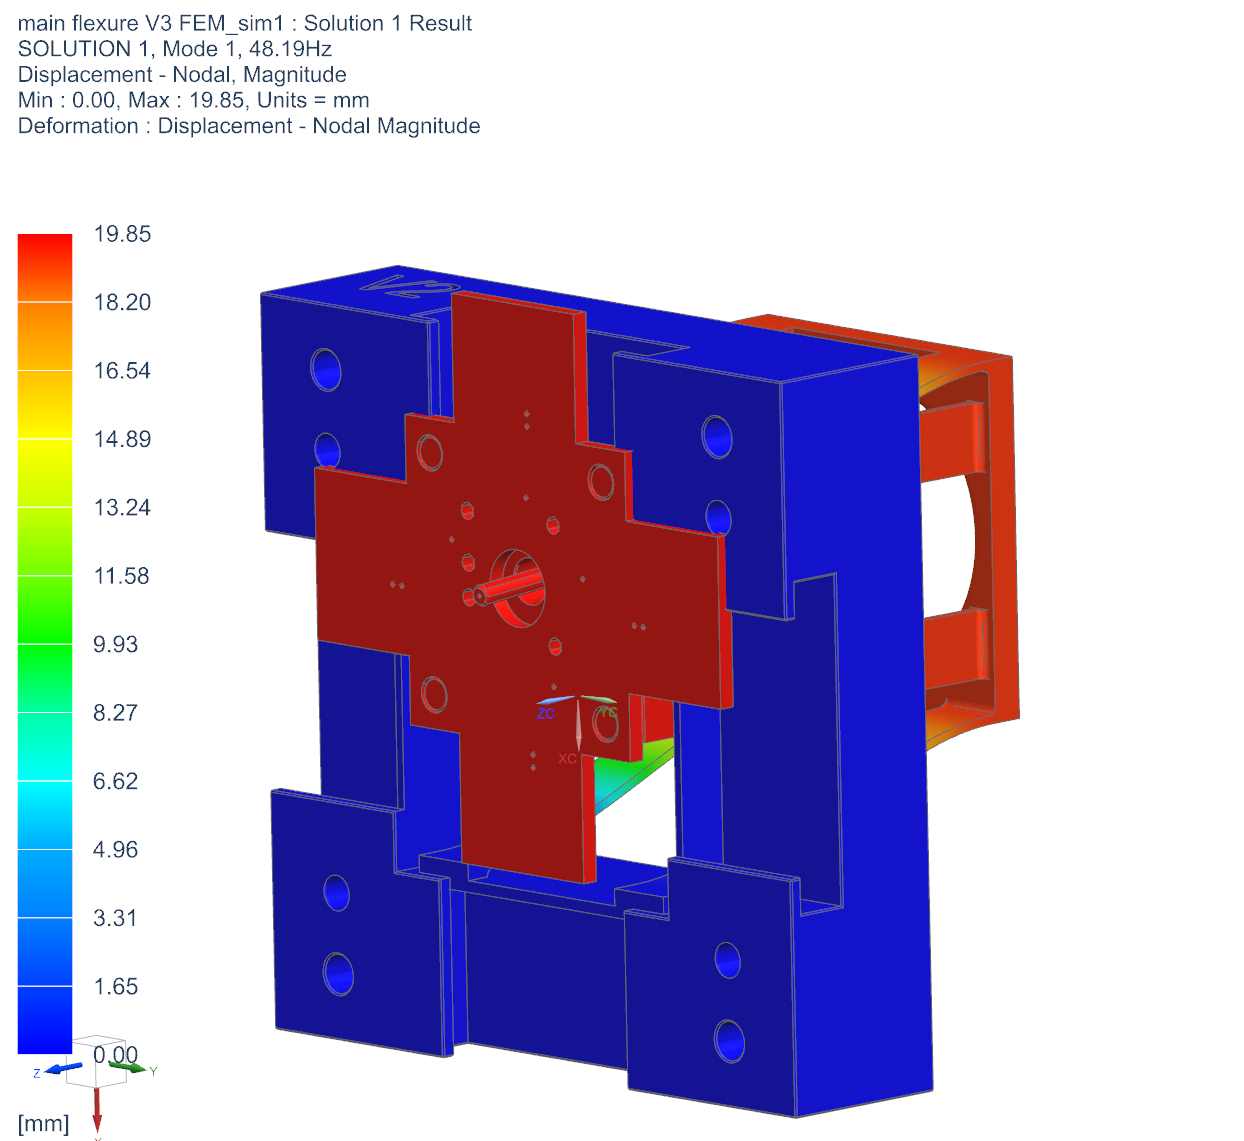 main flexure V3 FEM_sim1 : Solution 1 Result
SOLUTION 1, Mode 1, 48.19Hz
Displacement - Nodal, Magnitude
Min : 0.00, Max : 19.85, Units = mm
Deformation : Displacement - Nodal Magnitude
19.85
18.20
16.54
14.89
13.24
11.58
9.93
8.27
6.62
4.96
3.31
1.65
0.00
[mm]
ZC
YC
XC
Z
Y
X